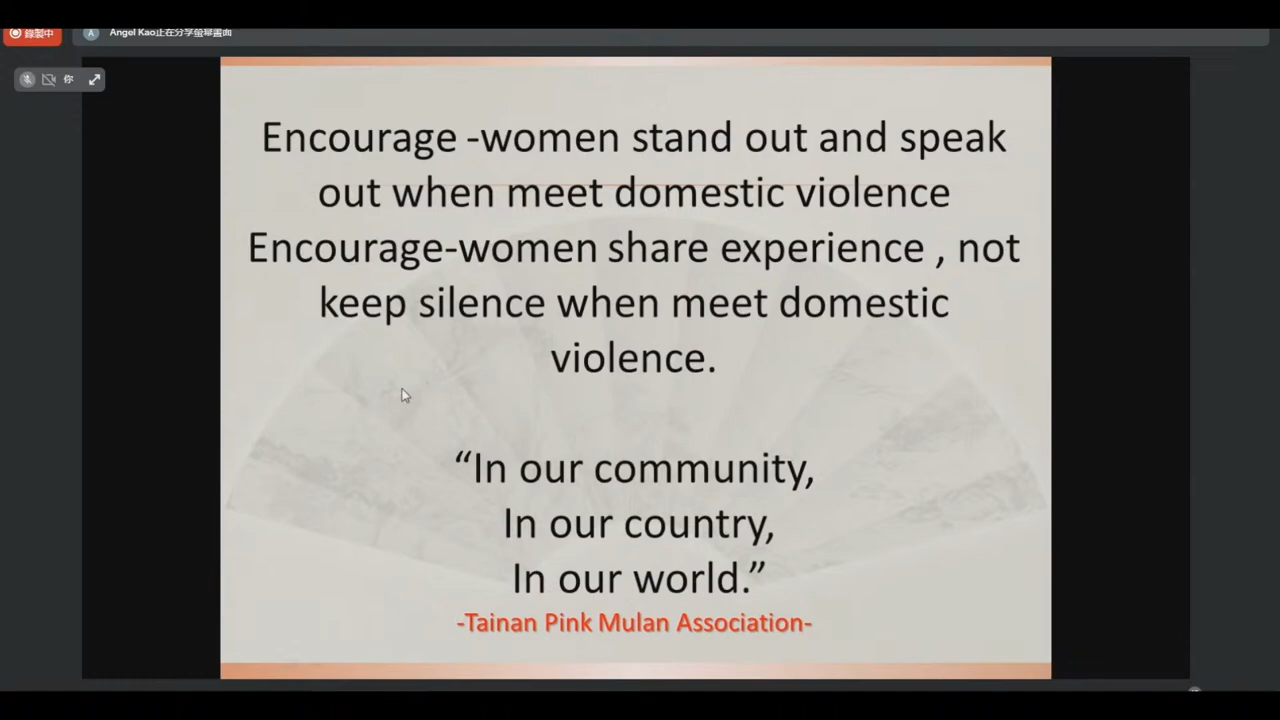 錄製中
A Angel Kao正在分享螢幕畫面
你
Encourage -women stand out and speak
out when meet domestic violence
Encourage-women share experience , not
keep silence when meet domestic
violence.
“In our community,
In our country,
In our world.”
-Tainan Pink Mulan Association-